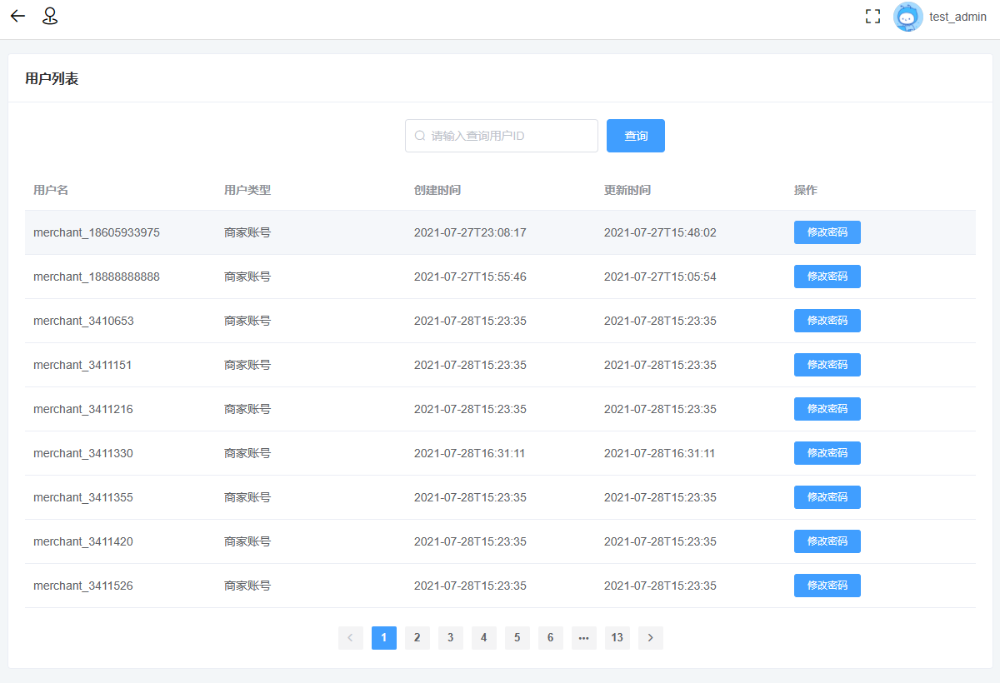 test_admin
用户列表
请输入查询用户ID 查询
用户名 用户类型 创建时间 更新时间 操作
merchant_18605933975 商家账号 2021-07-27T23:08:17 2021-07-27T15:48:02 修改密码
merchant_18888888888 商家账号 2021-07-27T15:55:46 2021-07-27T15:05:54 修改密码
merchant_3410653 商家账号 2021-07-28T15:23:35 2021-07-28T15:23:35 修改密码
merchant_3411151 商家账号 2021-07-28T15:23:35 2021-07-28T15:23:35 修改密码
merchant_3411216 商家账号 2021-07-28T15:23:35 2021-07-28T15:23:35 修改密码
merchant_3411330 商家账号 2021-07-28T16:31:11 2021-07-28T16:31:11 修改密码
merchant_3411355 商家账号 2021-07-28T15:23:35 2021-07-28T15:23:35 修改密码
merchant_3411420 商家账号 2021-07-28T15:23:35 2021-07-28T15:23:35 修改密码
merchant_3411526 商家账号 2021-07-28T15:23:35 2021-07-28T15:23:35 修改密码
1 2 3 4 5 6 ••• 13